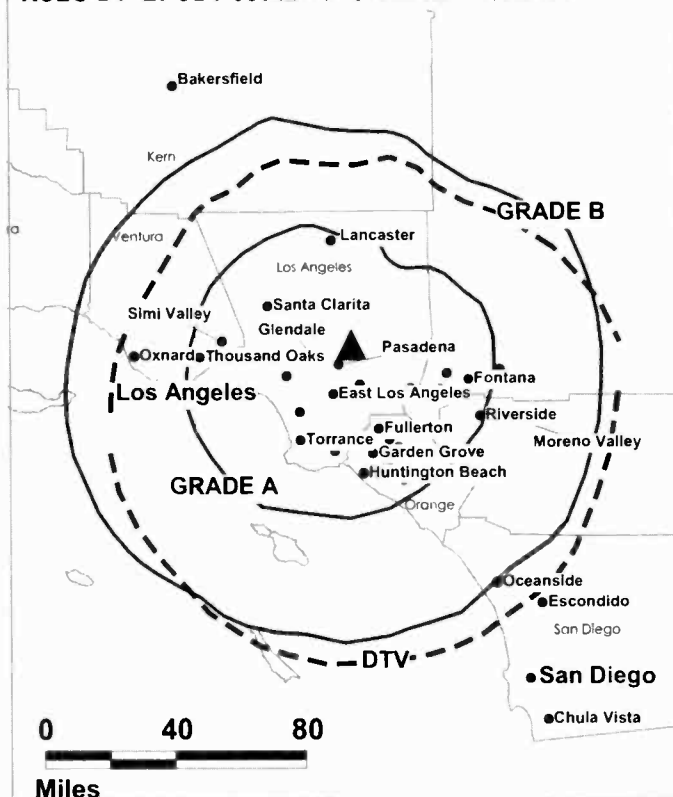 Bakersfield
Kern
GRADE B
Ventura
Lancaster
Los Angeles
Santa Clarita
Simi Valley
Glendale
Pasadena
Oxnard
Thousand Oaks
Fontana
Los Angeles
East Los Angeles
Riverside
Fullerton
Torrance
Moreno Valley
Garden Grove
GRADE A
Huntington Beach
Orange
Oceanside
Escondido
San Diego
DTV
San Diego
Chula Vista
0 40 80
Miles